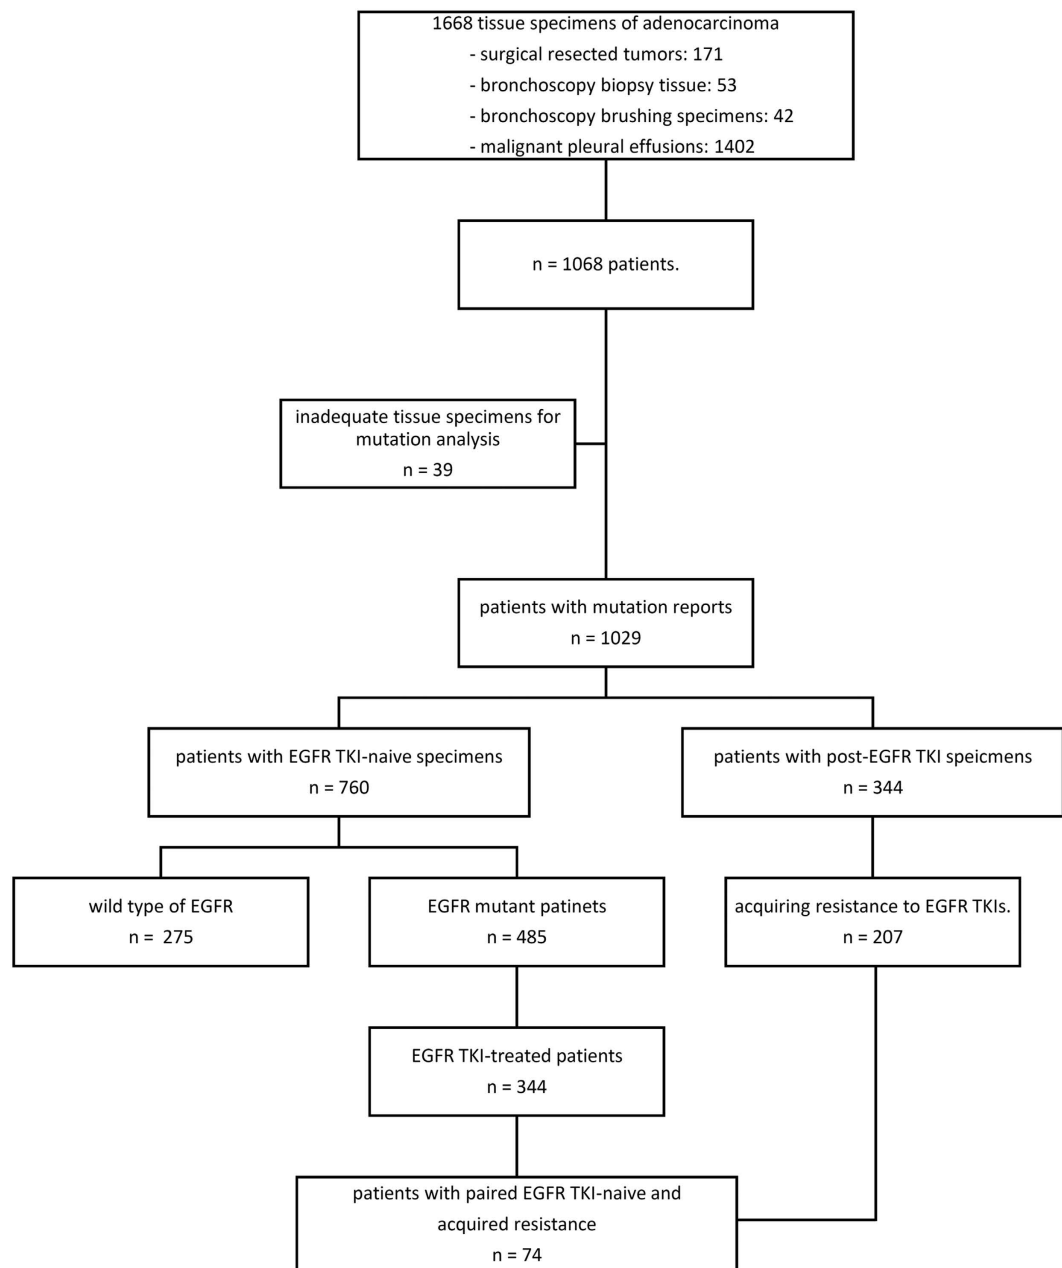 1668 tissue specimens of adenocarcinoma
- surgical resected tumors: 171
- bronchoscopy biopsy tissue: 53
- bronchoscopy brushing specimens: 42
- malignant pleural effusions: 1402
n = 1068 patients.
inadequate tissue specimens for
mutation analysis
n = 39
patients with mutation reports
n = 1029
patients with EGFR TKI-naive specimens
n = 760
patients with post-EGFR TKI speicmens
n = 344
wild type of EGFR
n =  275
EGFR mutant patinets
n = 485
acquiring resistance to EGFR TKIs.
n = 207
EGFR TKI-treated patients
n = 344
patients with paired EGFR TKI-naive and
acquired resistance
n = 74